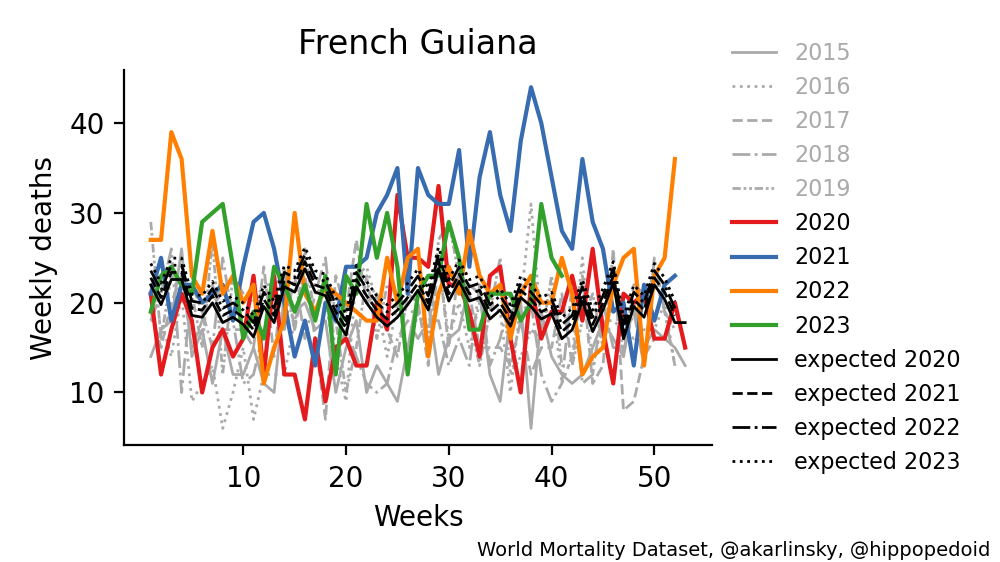 French Guiana
Weekly deaths
40
30
20
10
10 20 30 40 50
Weeks
2015
2016
2017
2018
2019
2020
2021
2022
2023
expected 2020
expected 2021
expected 2022
expected 2023
World Mortality Dataset, @akarlinsky, @hippopedoid